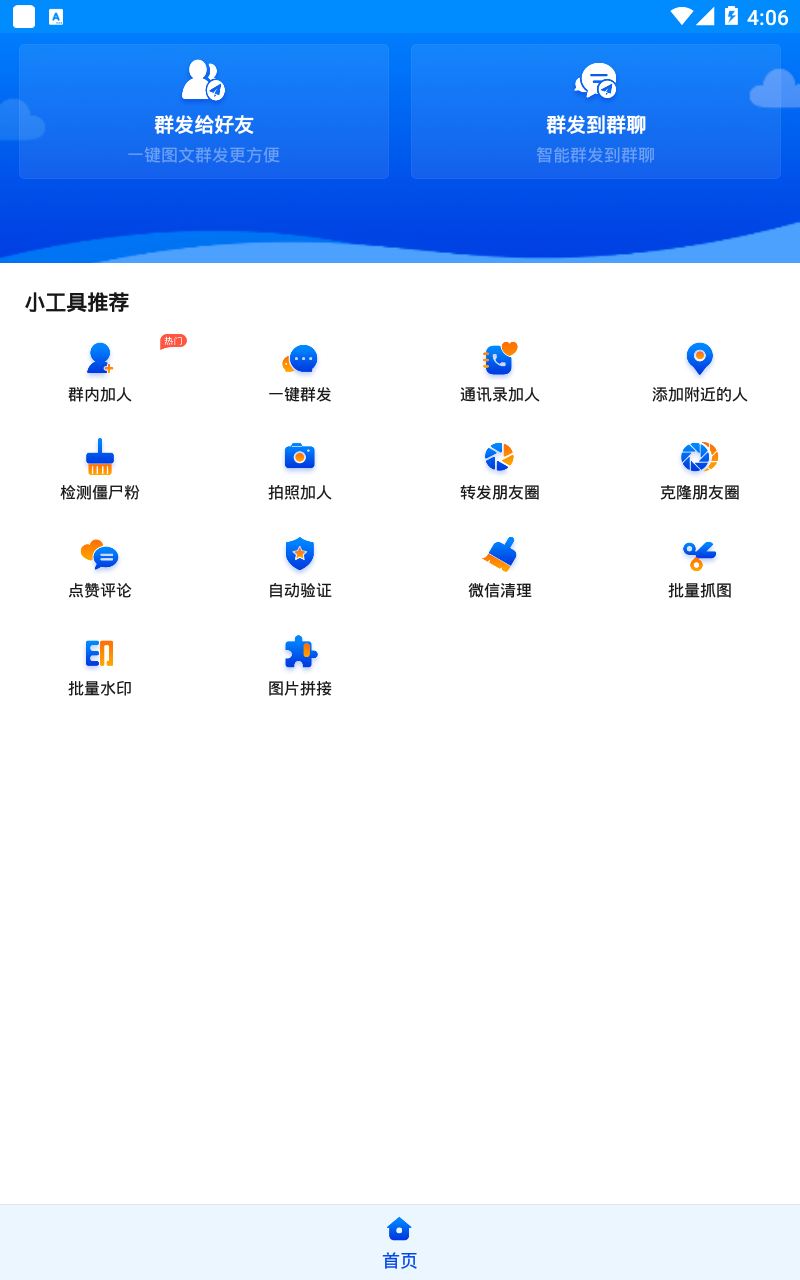 4:06
群发给好友
一键图文群发更方便
群发到群聊
智能群发到群聊
小工具推荐
热门
群内加人
一键群发
通讯录加人
添加附近的人
检测僵尸粉
拍照加人
转发朋友圈
克隆朋友圈
点赞评论
自动验证
微信清理
批量抓图
批量水印
图片拼接
首页